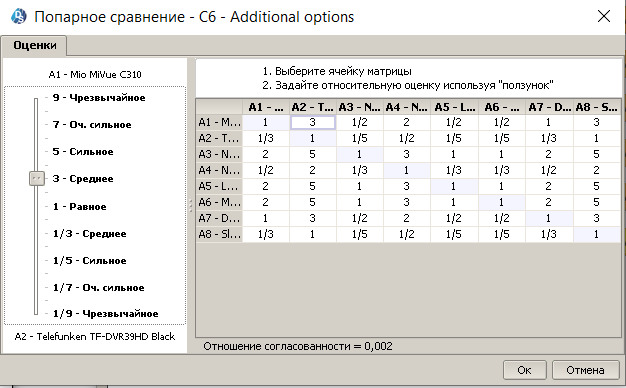 Попарное сравнение - C6 - Additional options
Оценки
A1 - Mio MiVue C310
9 - Чрезвычайное
7 - Оч. сильное
5 - Сильное
3 - Среднее
1 - Равное
1/3 - Среднее
1/5 - Сильное
1/7 - Оч. сильное
1/9 - Чрезвычайное
A2 - Telefunken TF-DVR39HD Black
1. Выберите ячейку матрицы
2. Задайте относительную оценку используя "ползунок"
A1 - ... A2 - T... A3 - N... A4 - N... A5 - L... A6 - ... A7 - D... A8 - S...
A1 - M... 1 3 1/2 2 1/2 1/2 1 3
A2 - T... 1/3 1 1/5 1/2 1/5 1/5 1/3 1
A3 - N... 2 5 1 3 1 1 2 5
A4 - N... 1/2 2 1/3 1 1/3 1/3 1/2 2
A5 - L... 2 5 1 3 1 1 2 5
A6 - M... 2 5 1 3 1 1 2 5
A7 - D... 1 3 1/2 2 1/2 1/2 1 3
A8 - Sl... 1/3 1 1/5 1/2 1/5 1/5 1/3 1
Отношение согласованности = 0,002
Ок
Отмена